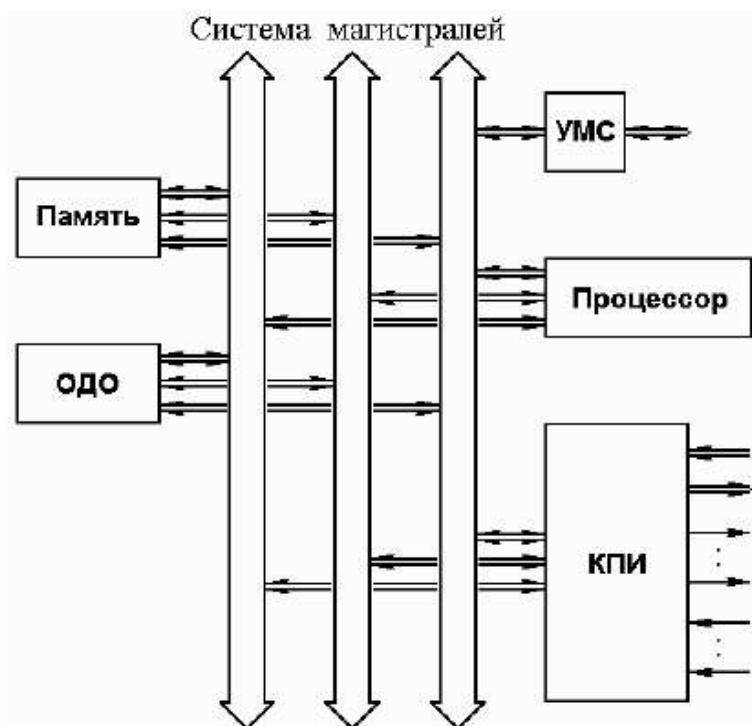 Система магистралей
УМС
Память
Процессор
ОДО
КПИ